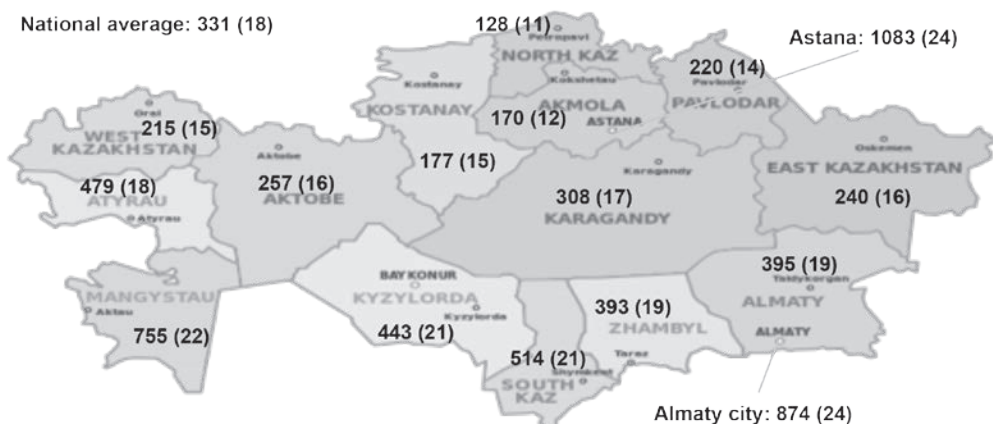 National average: 331 (18)
128 (11)
Petropavl
NORTH KAZ
Astana: 1083 (24)
220 (14)
Pavlodar
PAVLODAR
Kostanay
KOSTANAY
Kokshetau
AKMOLA
170 (12)
ASTANA
Oral
215 (15)
WEST
KAZAKHSTAN
Aktobe
177 (15)
Oskemen
EAST KAZAKHSTAN
240 (16)
479 (18)
ATYRAU
Atyrau
257 (16)
AKTOBE
Karagandy
308 (17)
KARAGANDY
MANGYSTAU
Aktau
755 (22)
BAYKONUR
KYZYLORDA
Kyzylorda
443 (21)
395 (19)
Taldykorgan
ALMATY
ALMATY
393 (19)
ZHAMBYL
Taraz
514 (21)
Shymkent
SOUTH
KAZ
Almaty city: 874 (24)